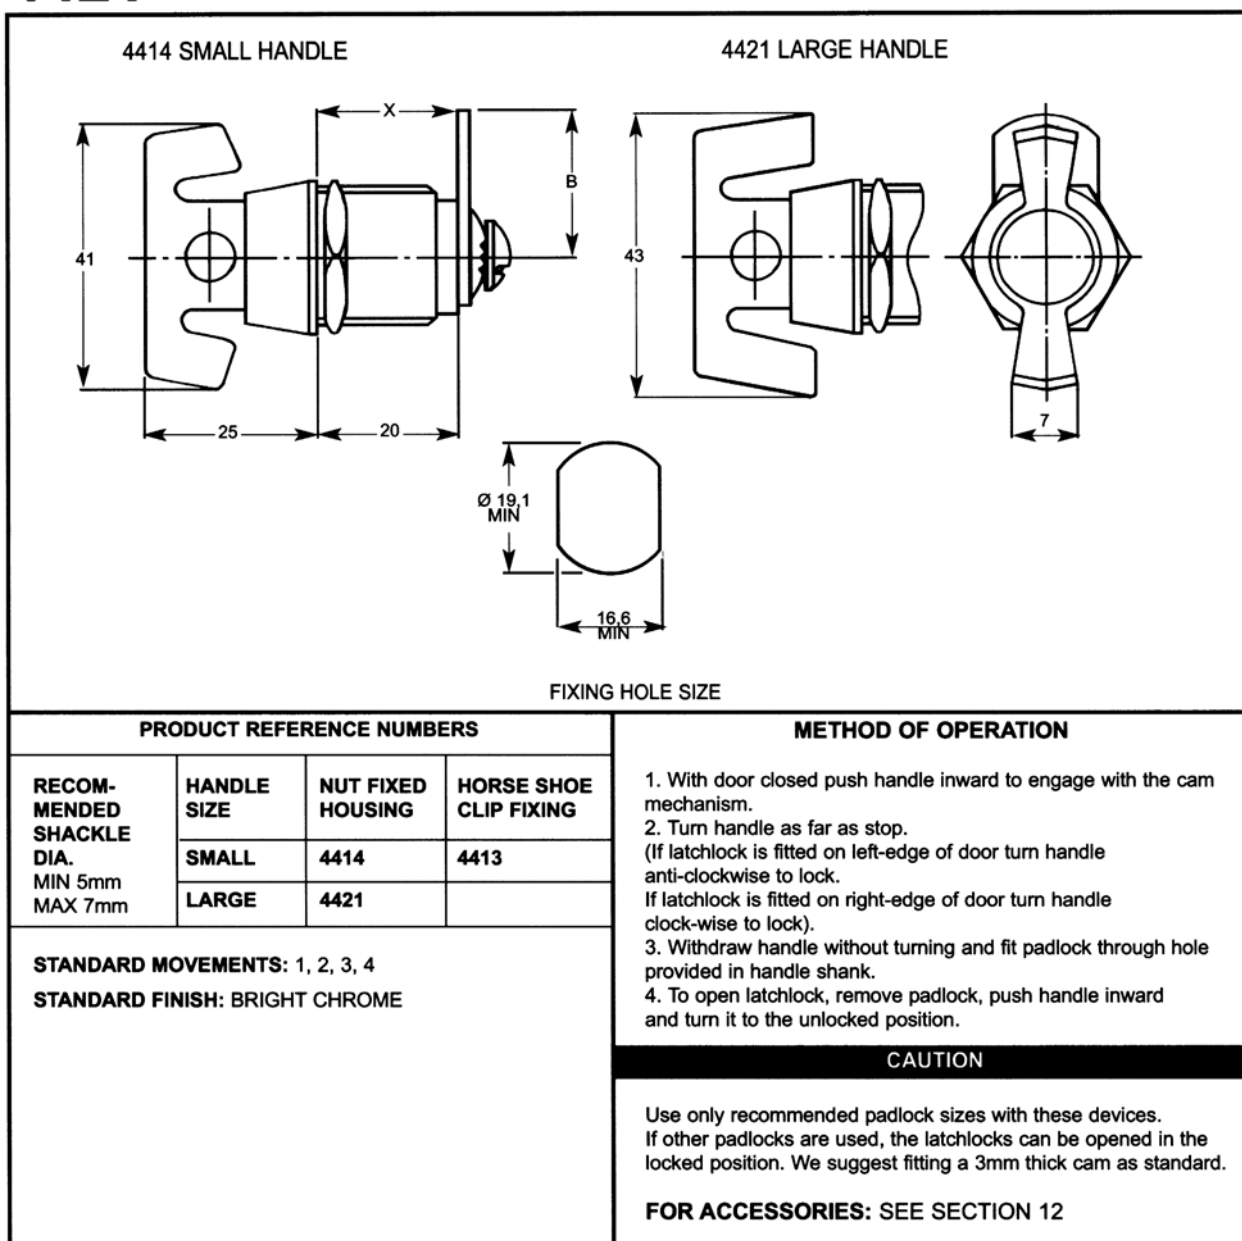 4414 SMALL HANDLE
4421 LARGE HANDLE
X
B
41
43
25
20
7
Ø 19,1
MIN
16,6
MIN
FIXING HOLE SIZE
PRODUCT REFERENCE NUMBERS
RECOM-
MENDED
SHACKLE
DIA.
MIN 5mm
MAX 7mm
HANDLE
SIZE
NUT FIXED
HOUSING
HORSE SHOE
CLIP FIXING
SMALL
4414
4413
LARGE
4421
STANDARD MOVEMENTS: 1, 2, 3, 4
STANDARD FINISH: BRIGHT CHROME
METHOD OF OPERATION
1. With door closed push handle inward to engage with the cam
mechanism.
2. Turn handle as far as stop.
(If latchlock is fitted on left-edge of door turn handle
anti-clockwise to lock.
If latchlock is fitted on right-edge of door turn handle
clock-wise to lock).
3. Withdraw handle without turning and fit padlock through hole
provided in handle shank.
4. To open latchlock, remove padlock, push handle inward
and turn it to the unlocked position.
CAUTION
Use only recommended padlock sizes with these devices.
If other padlocks are used, the latchlocks can be opened in the
locked position. We suggest fitting a 3mm thick cam as standard.
FOR ACCESSORIES: SEE SECTION 12